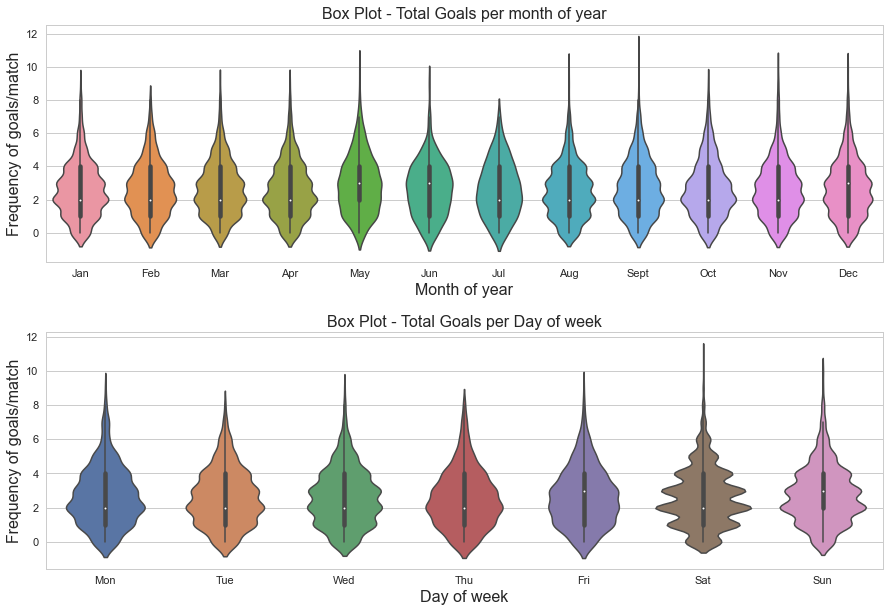 Box Plot - Total Goals per month of year
Frequency of goals/match
12
10
8
6
4
2
0
Jan Feb Mar Apr May Jun Jul Aug Sept Oct Nov Dec
Month of year
Box Plot - Total Goals per Day of week
Frequency of goals/match
12
10
8
6
4
2
0
Mon Tue Wed Thu Fri Sat Sun
Day of week